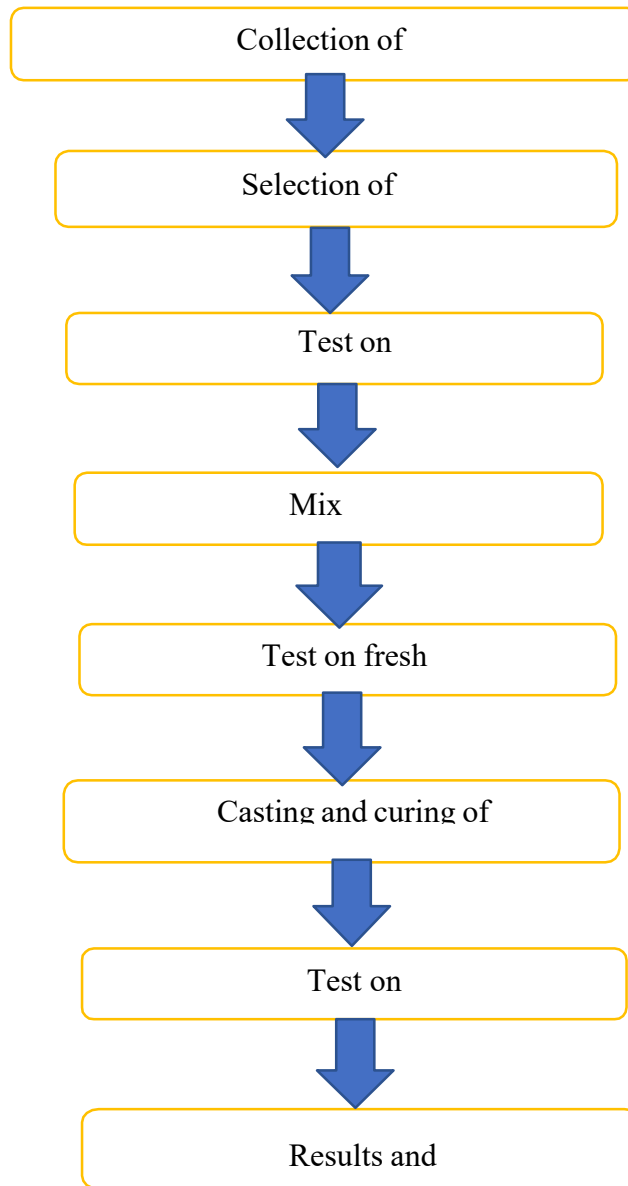 Collection of
Selection of
Test on
Mix
Test on fresh
Casting and curing of
Test on
Results and